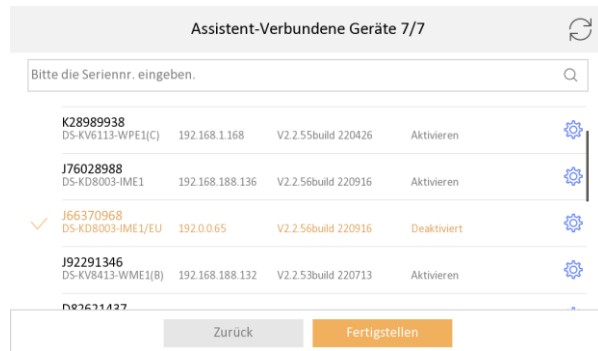 Assistent-Verbundene Geräte 7/7
Bitte die Seriennr. eingeben.
K28989938
DS-KV6113-WPE1(C) 192.168.1.168 V2.2.55build 220426 Aktivieren
J76028988
DS-KD8003-IME1 192.168.188.136 V2.2.56build 220916 Aktivieren
J66370968
DS-KD8003-IME1/EU 192.0.0.65 V2.2.56build 220916 Deaktiviert
J92291346
DS-KV8413-WME1(B) 192.168.188.132 V2.2.53build 220713 Aktivieren
D82621437
Zurück Fertigstellen